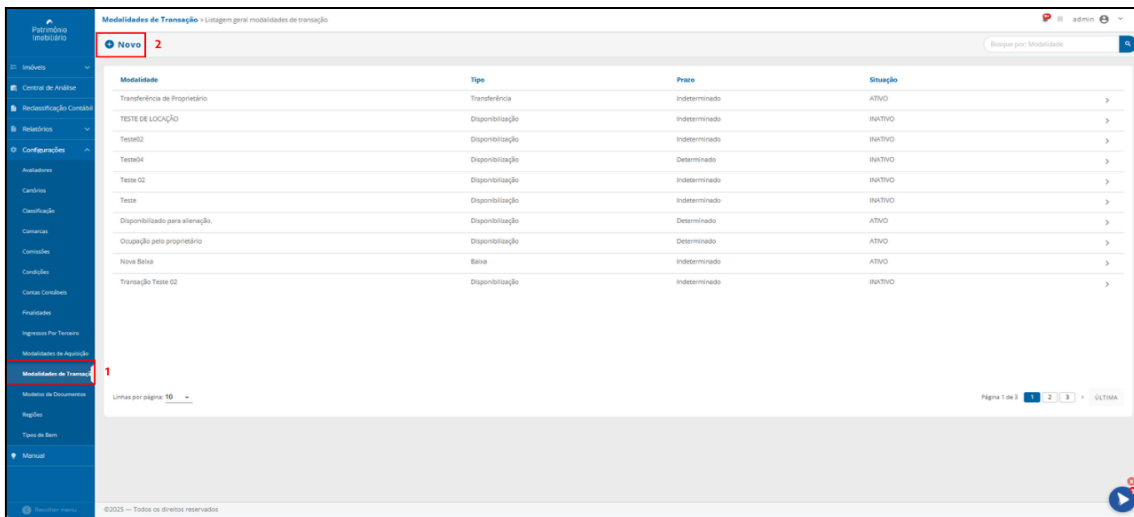 Patrimônio
Imobiliário
Modalidades de Transação > Listagem geral modalidades de transação
admin
Novo 2
Busque por: Modalidade
Imóveis
Central de Análise
Reclassificação Contábil
Relatórios
Configurações
Avaliadores
Cartórios
Classificação
Comarcas
Comissões
Condições
Contas Contábeis
Finalidades
Ingressos Por Terceiro
Modalidades de Aquisição
Modalidades de Transaçã 1
Modelos de Documentos
Regiões
Tipos de Bem
Manual
Recolher menu
Modalidade Tipo Prazo Situação
Transferência de Proprietário Transferência Indeterminado ATIVO >
TESTE DE LOCAÇÃO Disponibilização Indeterminado INATIVO >
Teste02 Disponibilização Indeterminado INATIVO >
Teste04 Disponibilização Determinado ATIVO >
Teste 02 Disponibilização Indeterminado INATIVO >
Teste Disponibilização Indeterminado INATIVO >
Disponibilizado para alienação. Disponibilização Determinado ATIVO >
Ocupação pelo proprietário Disponibilização Determinado ATIVO >
Nova Baixa Baixa Indeterminado ATIVO >
Transação Teste 02 Disponibilização Indeterminado INATIVO >
Linhas por página: 10
Página 1 de 3 1 2 3 > ÚLTIMA
©2025 — Todos os direitos reservados